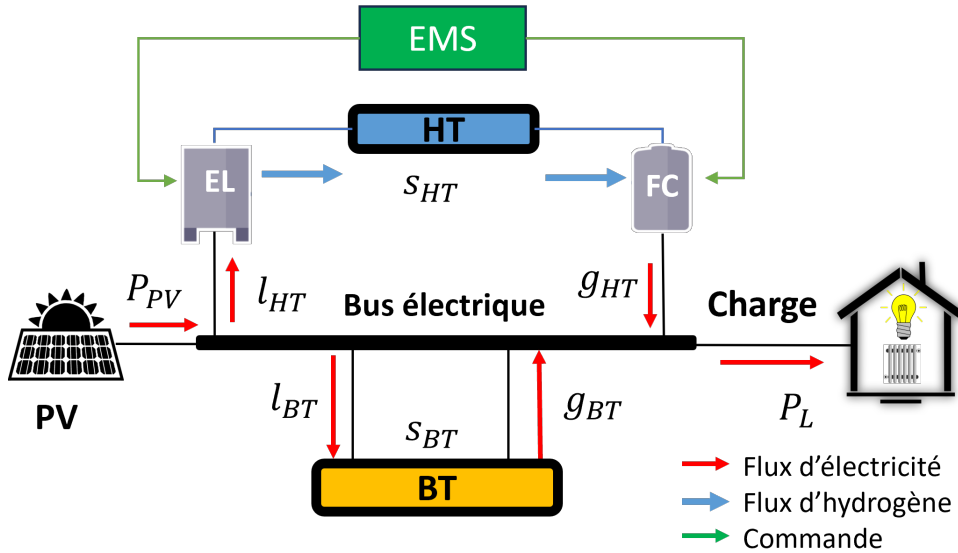 EMS
HT
EL
s_HT
FC
P_PV
l_HT
Bus électrique
g_HT
Charge
PV
l_BT
s_BT
g_BT
P_L
BT
Flux d'électricité
Flux d'hydrogène
Commande